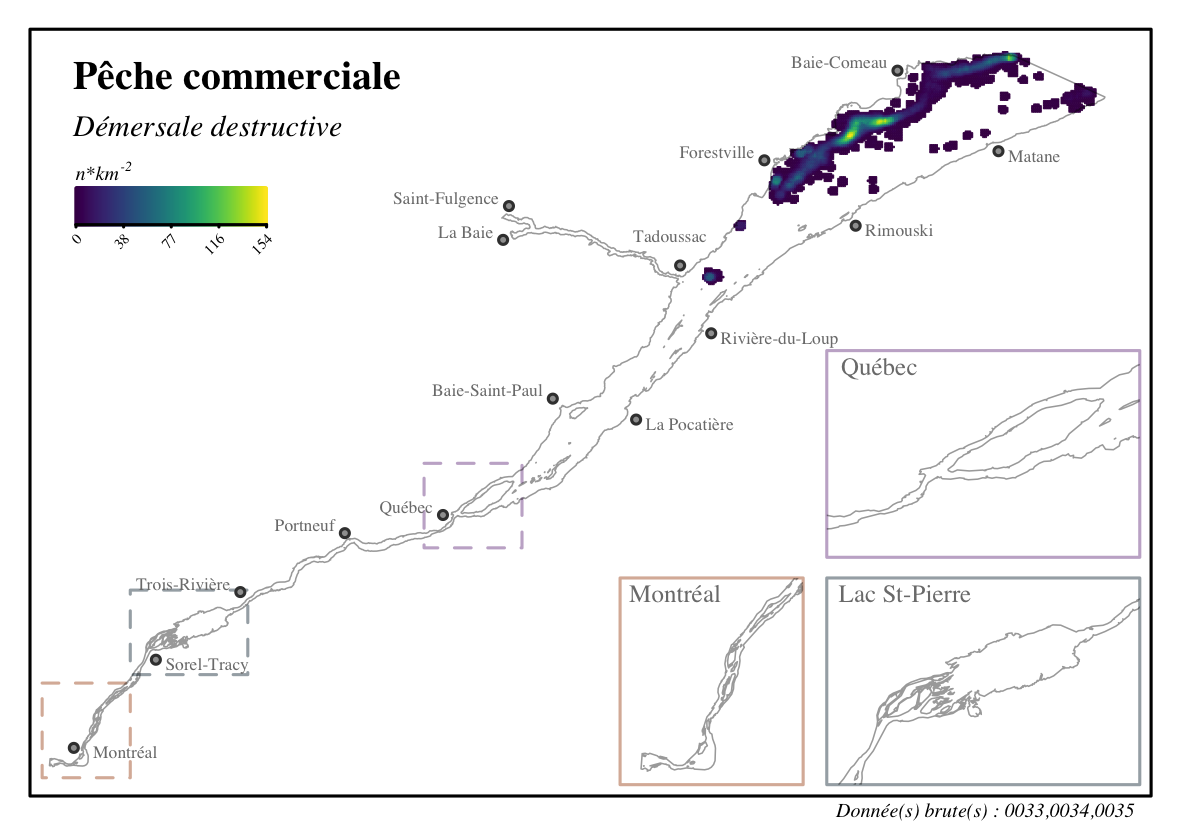 Pêche commerciale
Démersale destructive
n*km-2
0 38 77 116 154
Baie-Comeau
Forestville
Matane
Saint-Fulgence
La Baie
Tadoussac
Rimouski
Rivière-du-Loup
Baie-Saint-Paul
La Pocatière
Québec
Portneuf
Trois-Rivière
Sorel-Tracy
Montréal
Québec
Montréal
Lac St-Pierre
Donnée(s) brute(s) : 0033,0034,0035